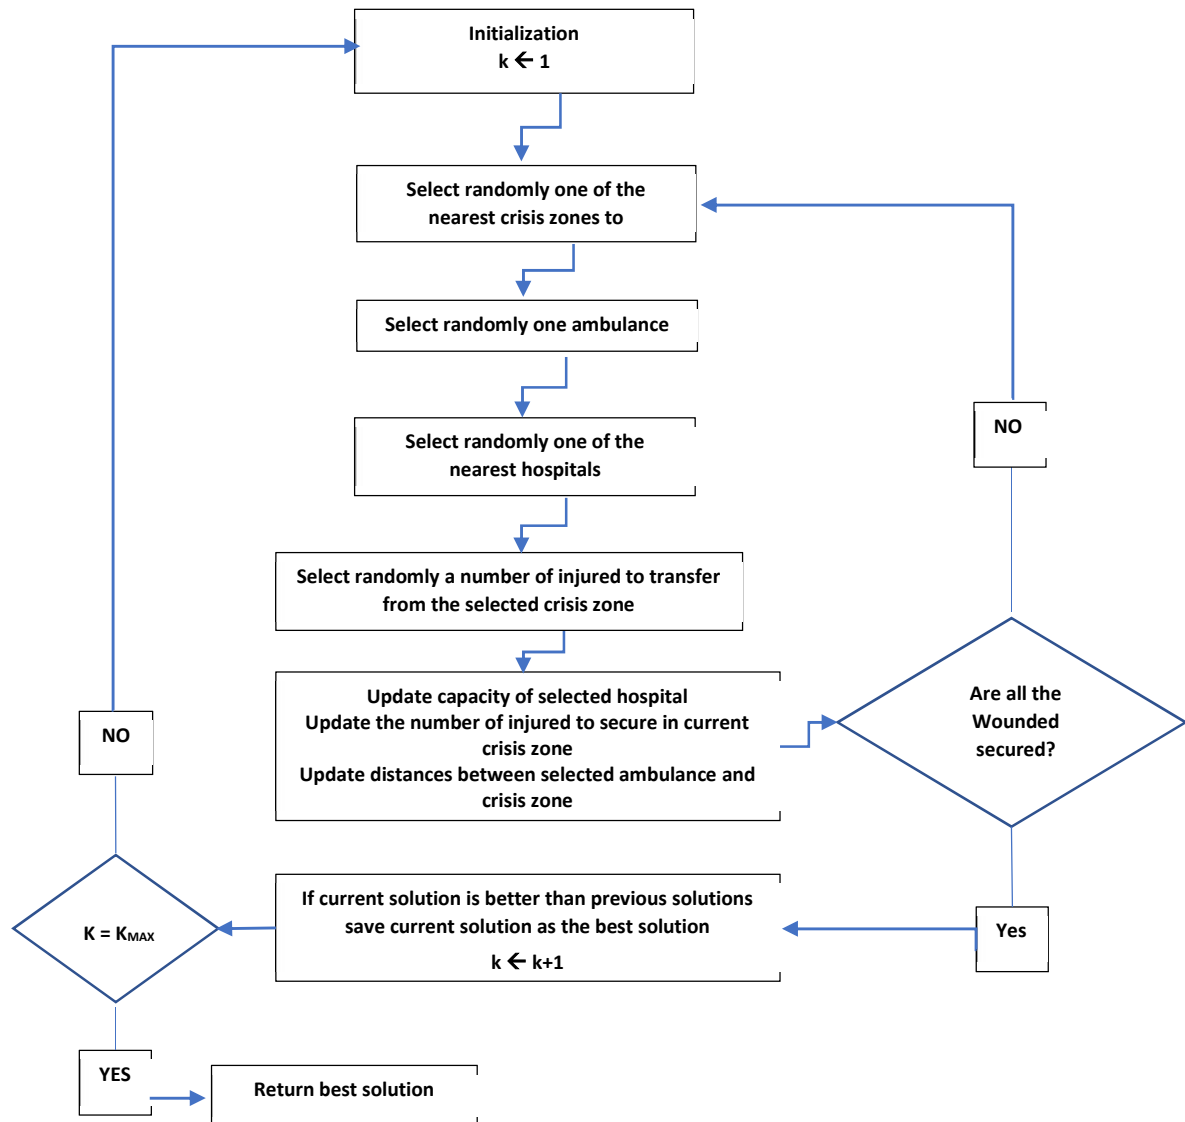 Initialization
k ← 1
Select randomly one of the
nearest crisis zones to
Select randomly one ambulance
Select randomly one of the
nearest hospitals
Select randomly a number of injured to transfer
from the selected crisis zone
Update capacity of selected hospital
Update the number of injured to secure in current
crisis zone
Update distances between selected ambulance and
crisis zone
Are all the
Wounded
secured?
NO
Yes
If current solution is better than previous solutions
save current solution as the best solution
k ← k+1
K = KMAX
NO
YES
Return best solution